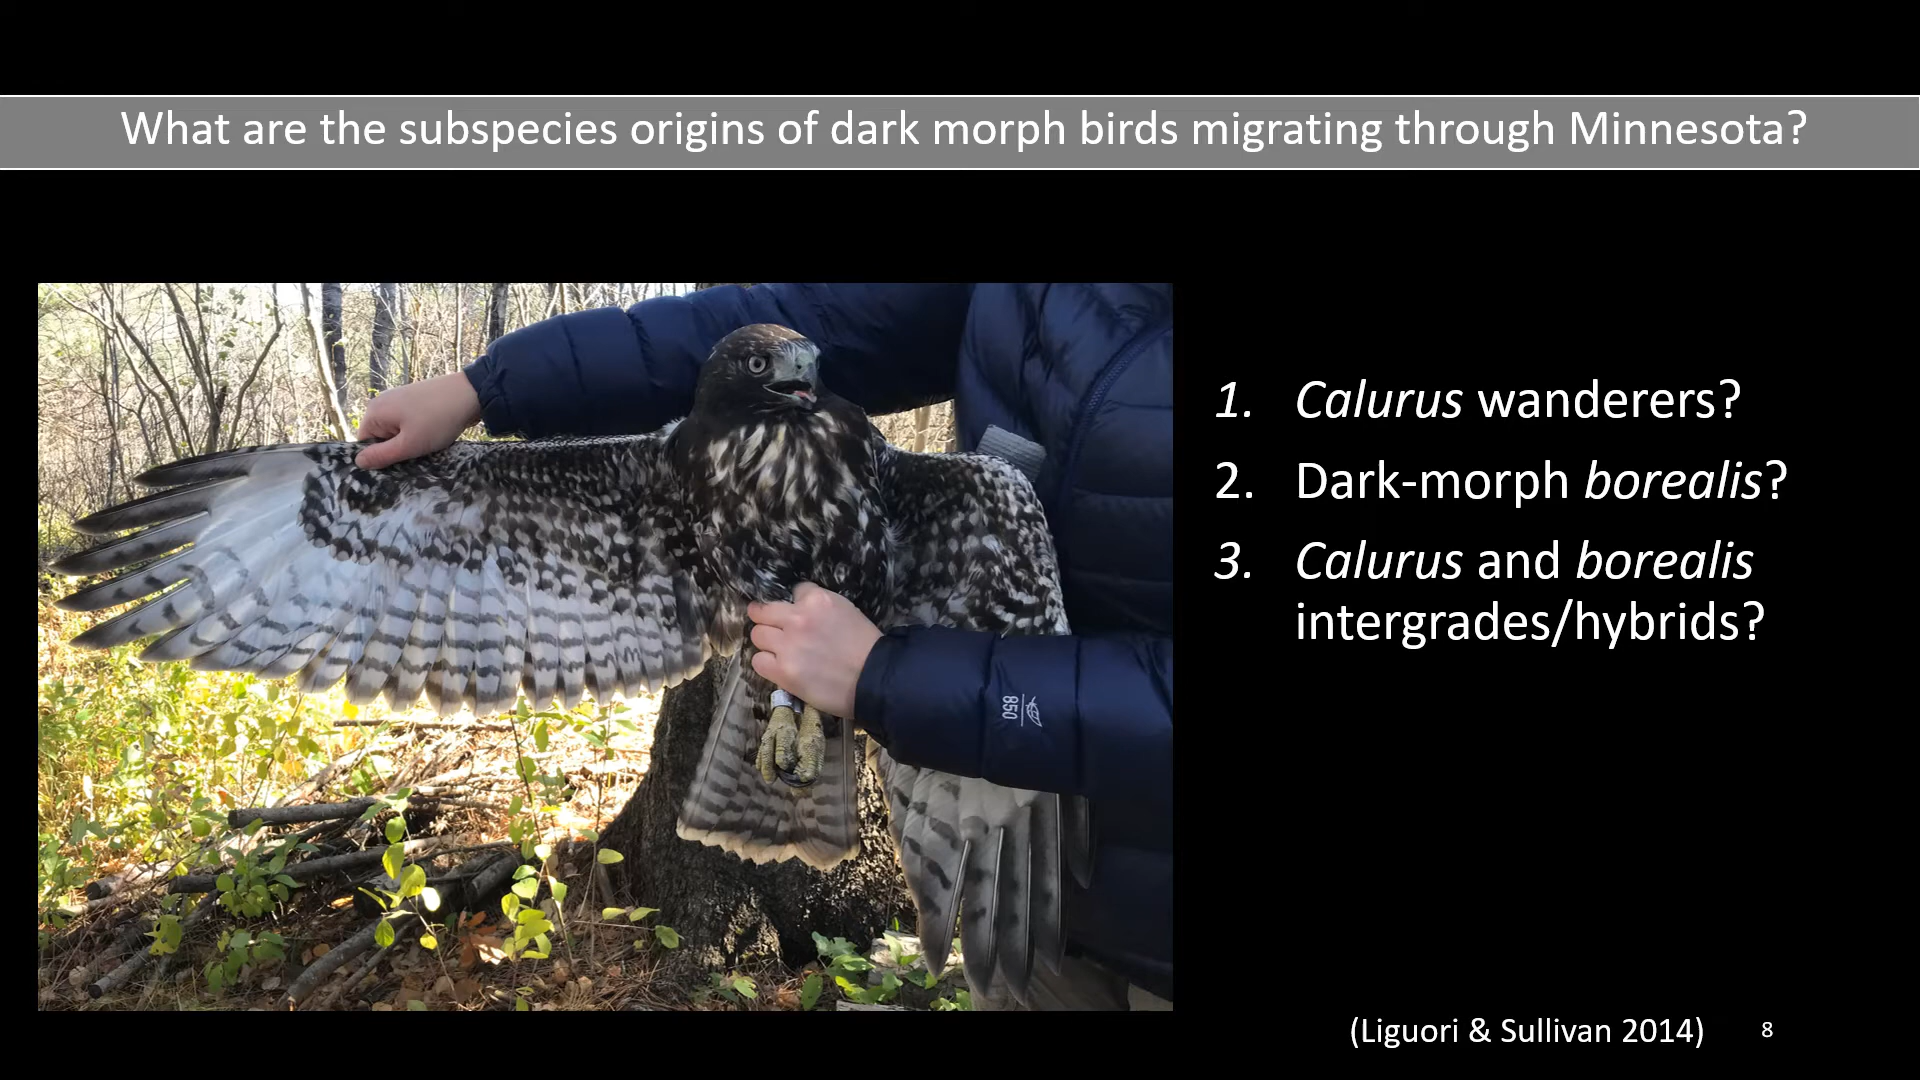 What are the subspecies origins of dark morph birds migrating through Minnesota?
1. Calurus wanderers?
2. Dark-morph borealis?
3. Calurus and borealis
intergrades/hybrids?
850
(Liguori & Sullivan 2014)
8